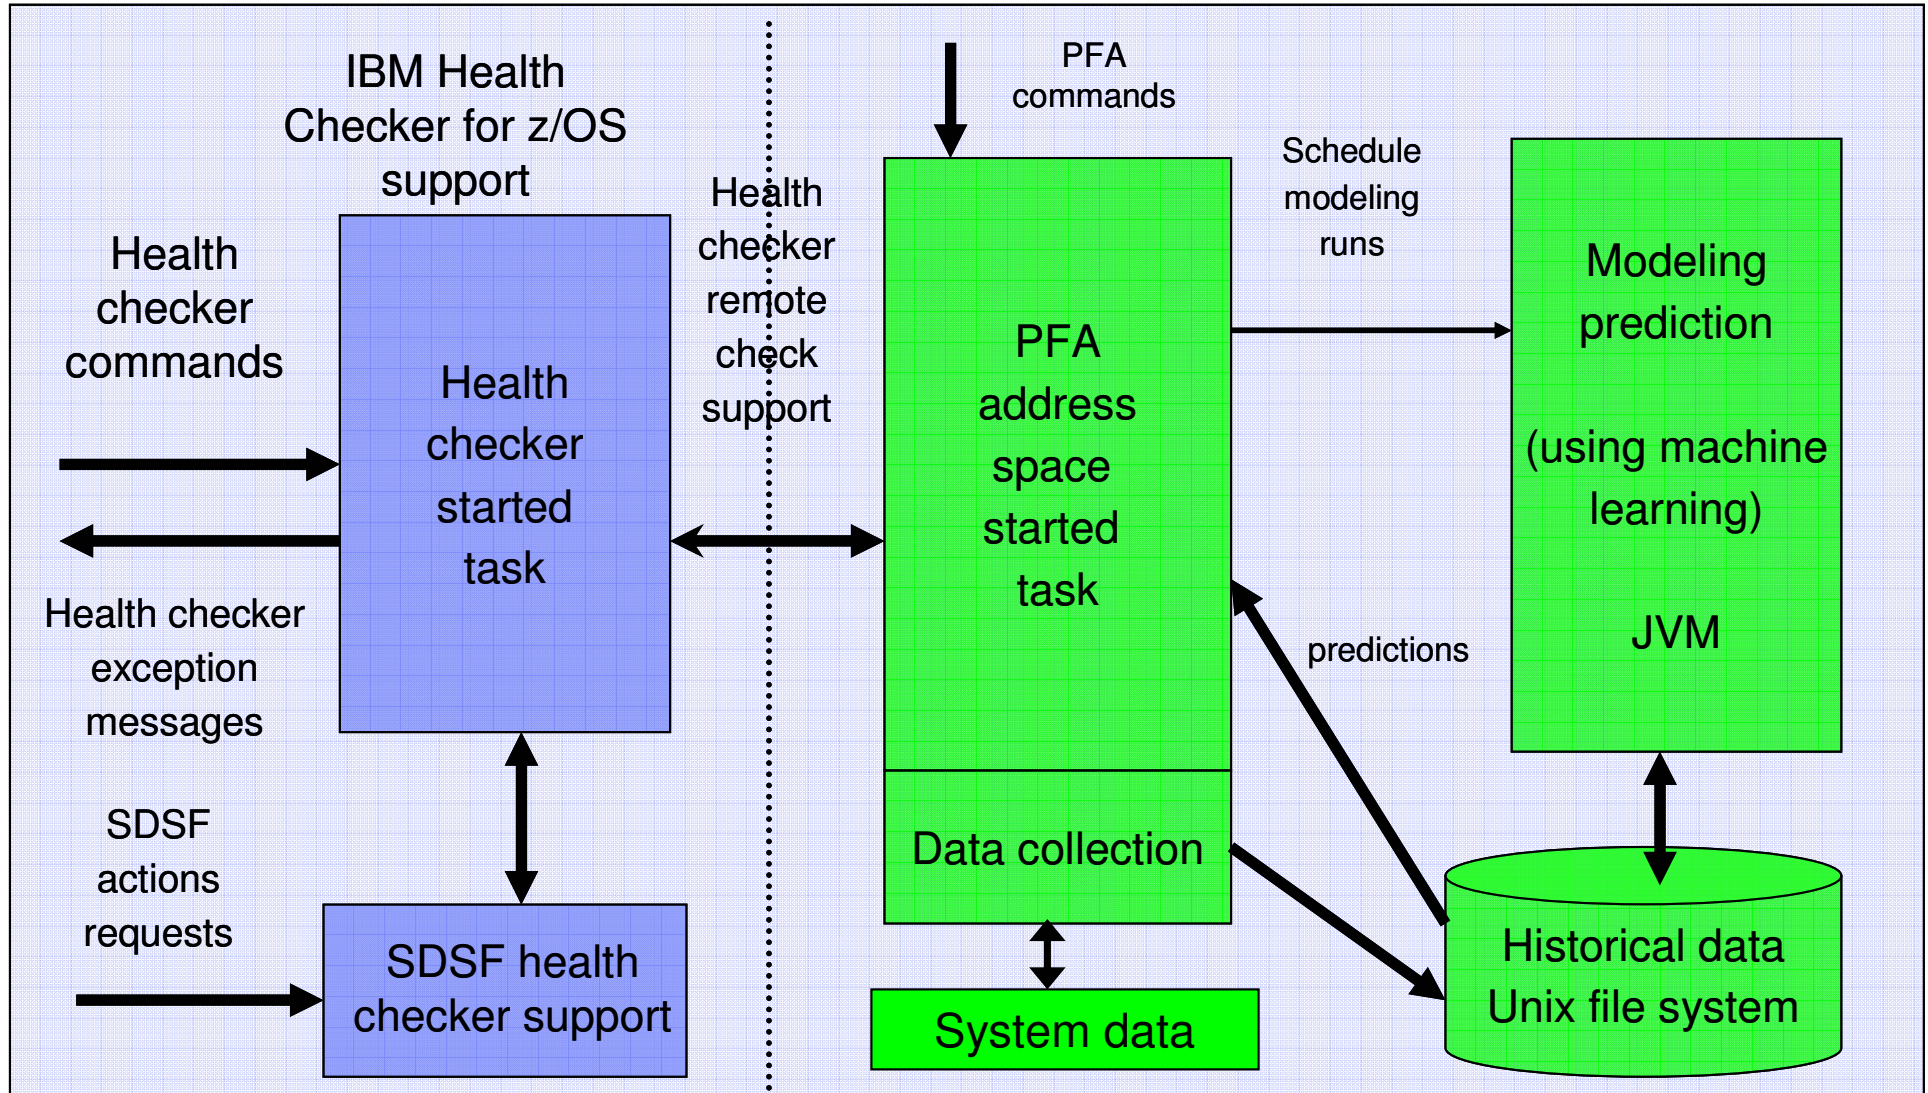 IBM Health
Checker for z/OS
support
Health
checker
commands
Health
checker
started
task
Health checker
exception
messages
SDSF
actions
requests
SDSF health
checker support
Health
checker
remote
check
support
PFA
commands
PFA
address
space
started
task
Data collection
System data
Schedule
modeling
runs
predictions
Modeling
prediction
(using machine
learning)
JVM
Historical data
Unix file system